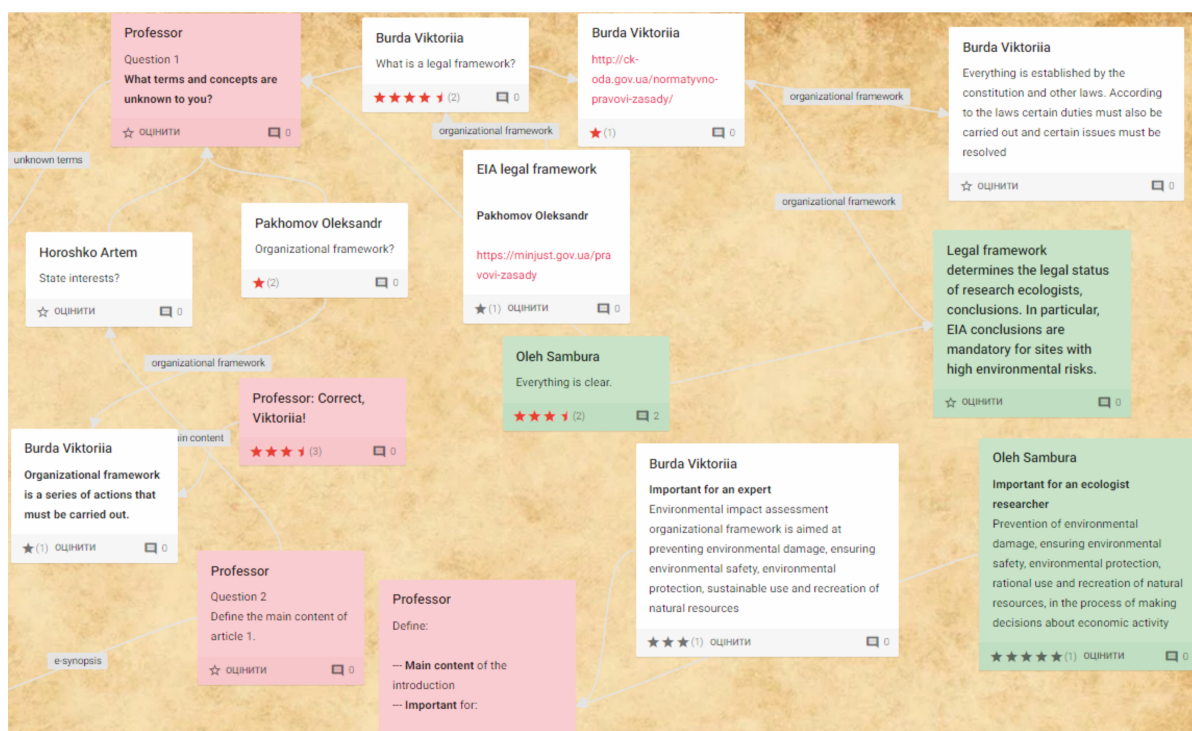 Professor
Question 1
What terms and concepts are
unknown to you?
ОЦІНИТИ
0
Burda Viktoriia
What is a legal framework?
(2)
0
Burda Viktoriia
http://ck-
oda.gov.ua/normatyvno-
pravovi-zasady/
(1)
0
organizational framework
Burda Viktoriia
Everything is established by the
constitution and other laws. According
to the laws certain duties must also be
carried out and certain issues must be
resolved
ОЦІНИТИ
0
unknown terms
organizational framework
EIA legal framework
Pakhomov Oleksandr
https://minjust.gov.ua/pra
vovi-zasady
(1) ОЦІНИТИ
0
organizational framework
Horoshko Artem
State interests?
ОЦІНИТИ
0
Pakhomov Oleksandr
Organizational framework?
(2)
0
Legal framework
determines the legal status
of research ecologists,
conclusions. In particular,
EIA conclusions are
mandatory for sites with
high environmental risks.
ОЦІНИТИ
0
organizational framework
Oleh Sambura
Everything is clear.
(2)
2
Professor: Correct,
Viktoriia!
(3)
0
ain content
Burda Viktoriia
Organizational framework
is a series of actions that
must be carried out.
(1) ОЦІНИТИ
0
Burda Viktoriia
Important for an expert
Environmental impact assessment
organizational framework is aimed at
preventing environmental damage, ensuring
environmental safety, environmental
protection, sustainable use and recreation of
natural resources
(1) ОЦІНИТИ
0
Oleh Sambura
Important for an ecologist
researcher
Prevention of environmental
damage, ensuring environmental
safety, environmental protection,
rational use and recreation of natural
resources, in the process of making
decisions about economic activity
(1) ОЦІНИТИ
0
Professor
Question 2
Define the main content of
article 1.
ОЦІНИТИ
0
e-synopsis
Professor
Define:
--- Main content of the
introduction
--- Important for: